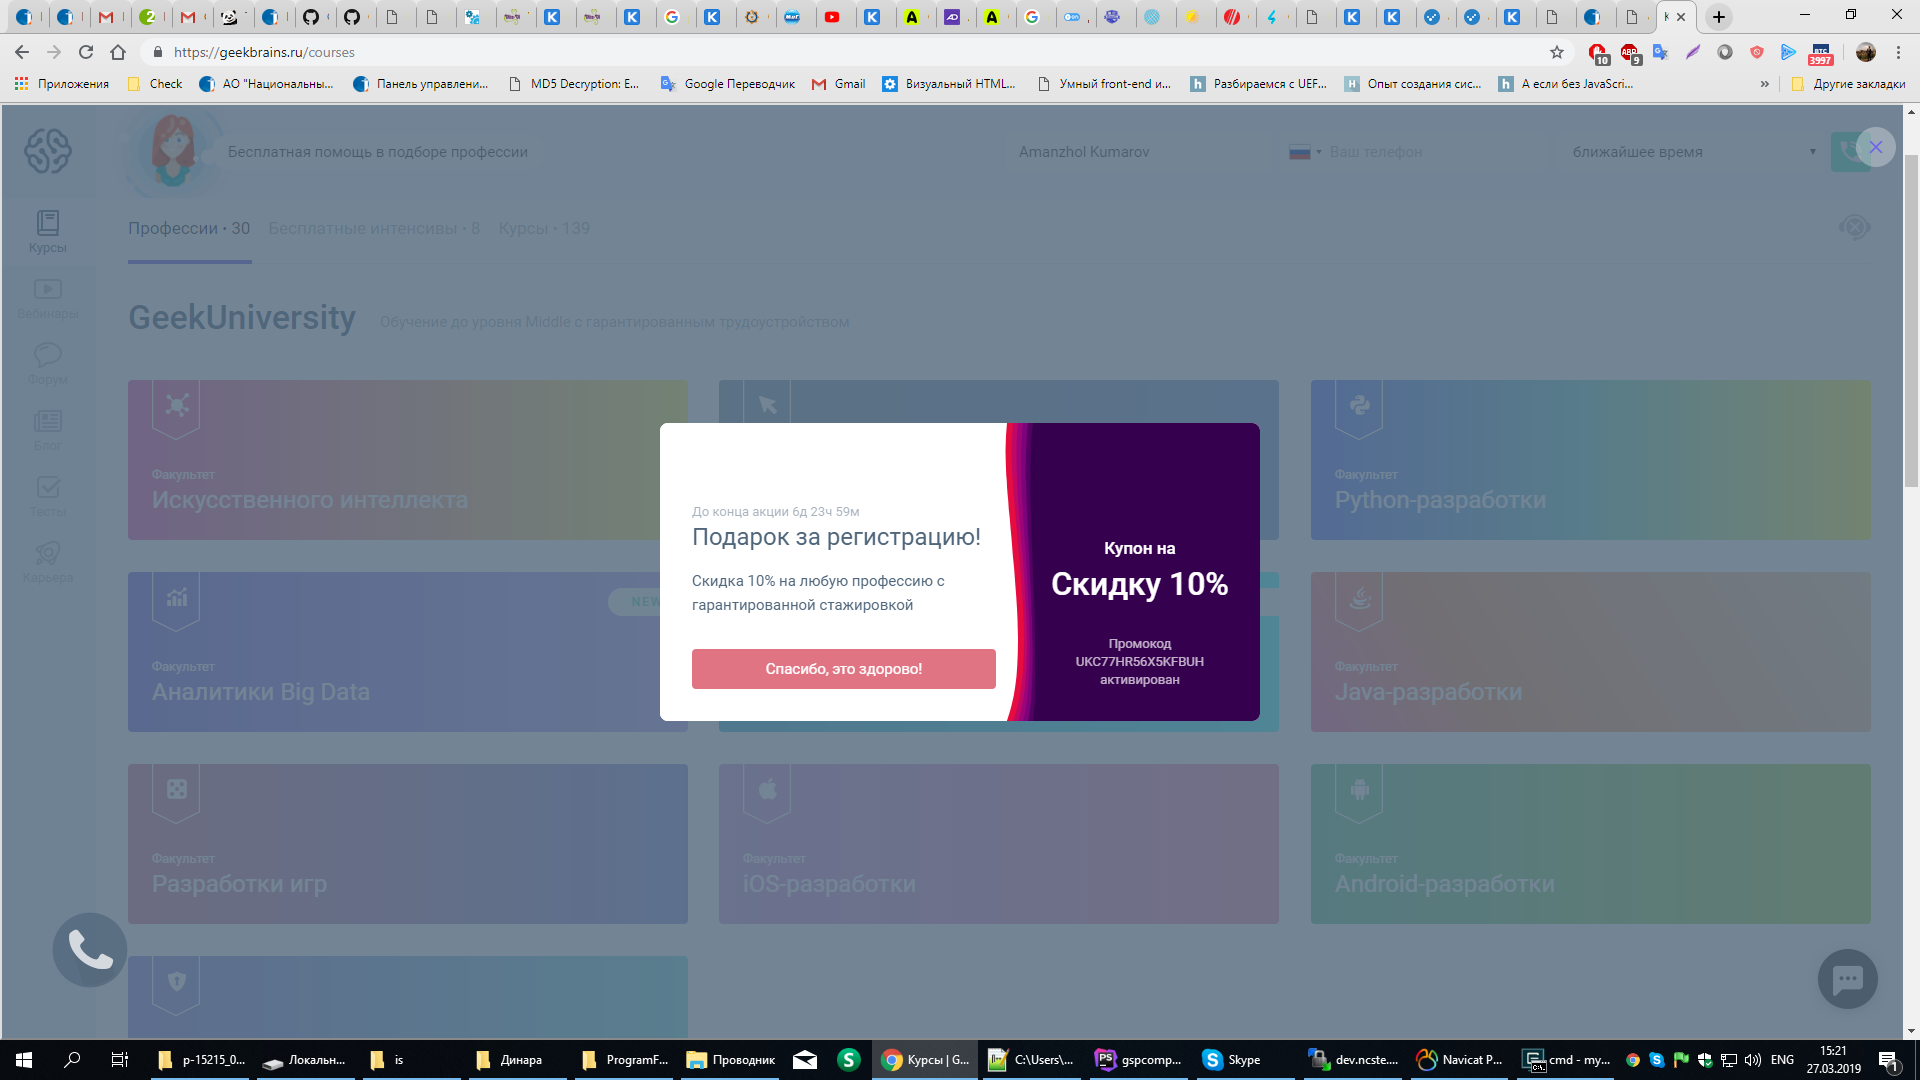 https://geekbrains.ru/courses
10
9
3997
Приложения
Check
АО "Национальны...
Панель управлени...
MD5 Decryption: E...
Google Переводчик
Gmail
Визуальный HTML...
Умный front-end и...
Разбираемся с UEF...
Опыт создания сис...
А если без JavaScri...
»
Другие закладки
Бесплатная помощь в подборе профессии
Amanzhol Kumarov
Ваш телефон
ближайшее время
Профессии • 30
Бесплатные интенсивы • 8
Курсы • 139
Курсы
Вебинары
Форум
Блог
Тесты
Карьера
GeekUniversity
Обучение до уровня Middle с гарантированным трудоустройством
Факультет
Искусственного интеллекта
Факультет
Python-разработки
До конца акции 6д 23ч 59м
Подарок за регистрацию!
Скидка 10% на любую профессию с
гарантированной стажировкой
Спасибо, это здорово!
Купон на
Скидку 10%
Промокод
UKC77HR56X5KFBUH
активирован
NEW
Факультет
Аналитики Big Data
Факультет
Java-разработки
Факультет
Разработки игр
Факультет
iOS-разработки
Факультет
Android-разработки
p-15215_0...
Локальн...
is
Динара
ProgramF...
Проводник
Курсы | G...
C:\Users\...
gspcomp...
Skype
dev.ncste...
Navicat P...
cmd - my...
ENG
15:21
27.03.2019
1